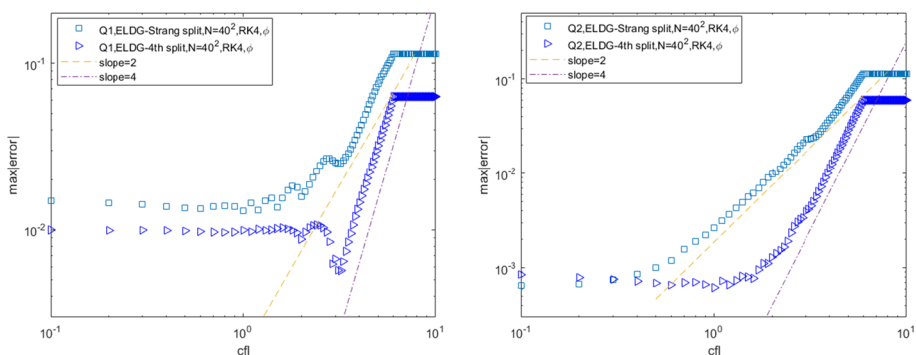 Q1,ELDG-Strang split,N=40²,RK4,ϕ
Q1,ELDG-4th split,N=40²,RK4,ϕ
slope=2
slope=4
max|error|
10⁻¹
10⁻²
10⁻¹
10⁰
10¹
cfl
Q2,ELDG-Strang split,N=40²,RK4,ϕ
Q2,ELDG-4th split,N=40²,RK4,ϕ
slope=2
slope=4
max|error|
10⁻¹
10⁻²
10⁻³
10⁻¹
10⁰
10¹
cfl